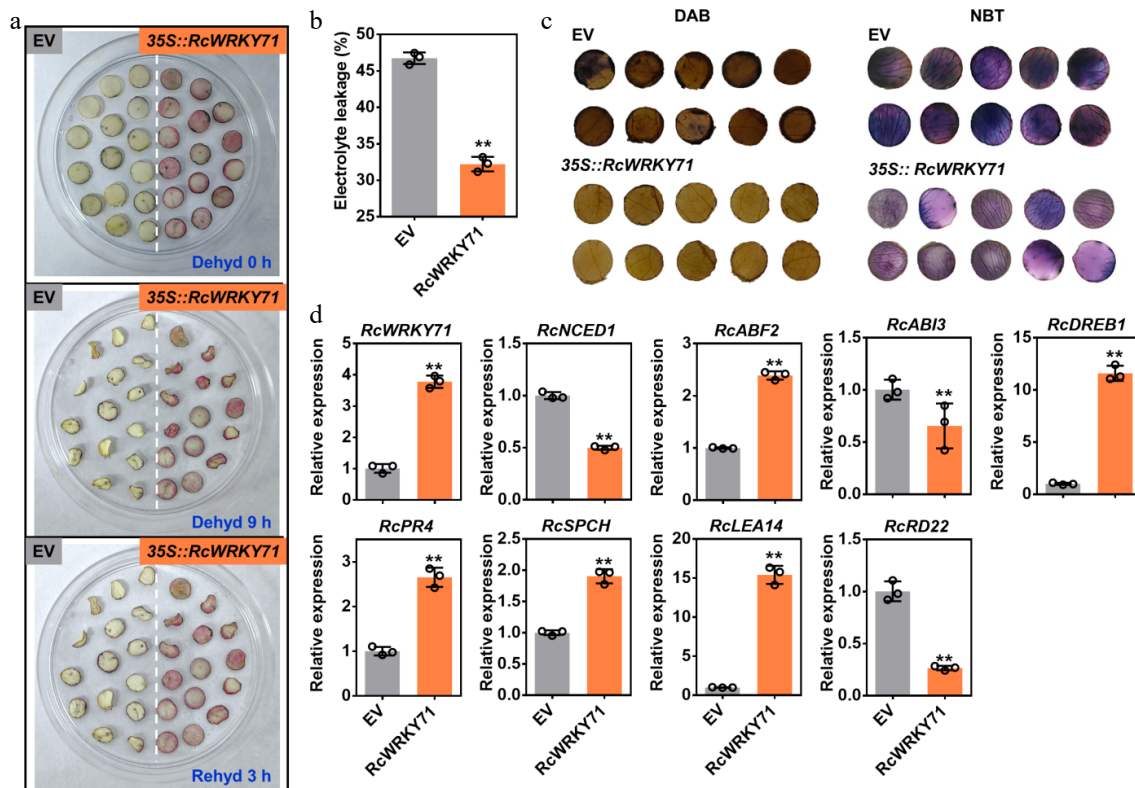 a
EV 35S::RcWRKY71
Dehyd 0 h
EV 35S::RcWRKY71
Dehyd 9 h
EV 35S::RcWRKY71
Rehyd 3 h
b
Electrolyte leakage (%)
50
45
40
35
30
25
**
EV
RcWRKY71
c
DAB
EV
35S::RcWRKY71
NBT
EV
35S:: RcWRKY71
d
RcWRKY71
Relative expression
5
4
3
2
1
0
**
RcNCED1
Relative expression
1.5
1.0
0.5
0.0
**
RcABF2
Relative expression
3
2
1
0
**
RcABI3
Relative expression
1.5
1.0
0.5
0.0
**
RcDREB1
Relative expression
15
10
5
0
**
RcPR4
Relative expression
3
2
1
0
**
EV
RcWRKY71
RcSPCH
Relative expression
2.5
2.0
1.5
1.0
0.5
0.0
**
EV
RcWRKY71
RcLEA14
Relative expression
20
15
10
5
0
**
EV
RcWRKY71
RcRD22
Relative expression
1.5
1.0
0.5
0.0
**
EV
RcWRKY71